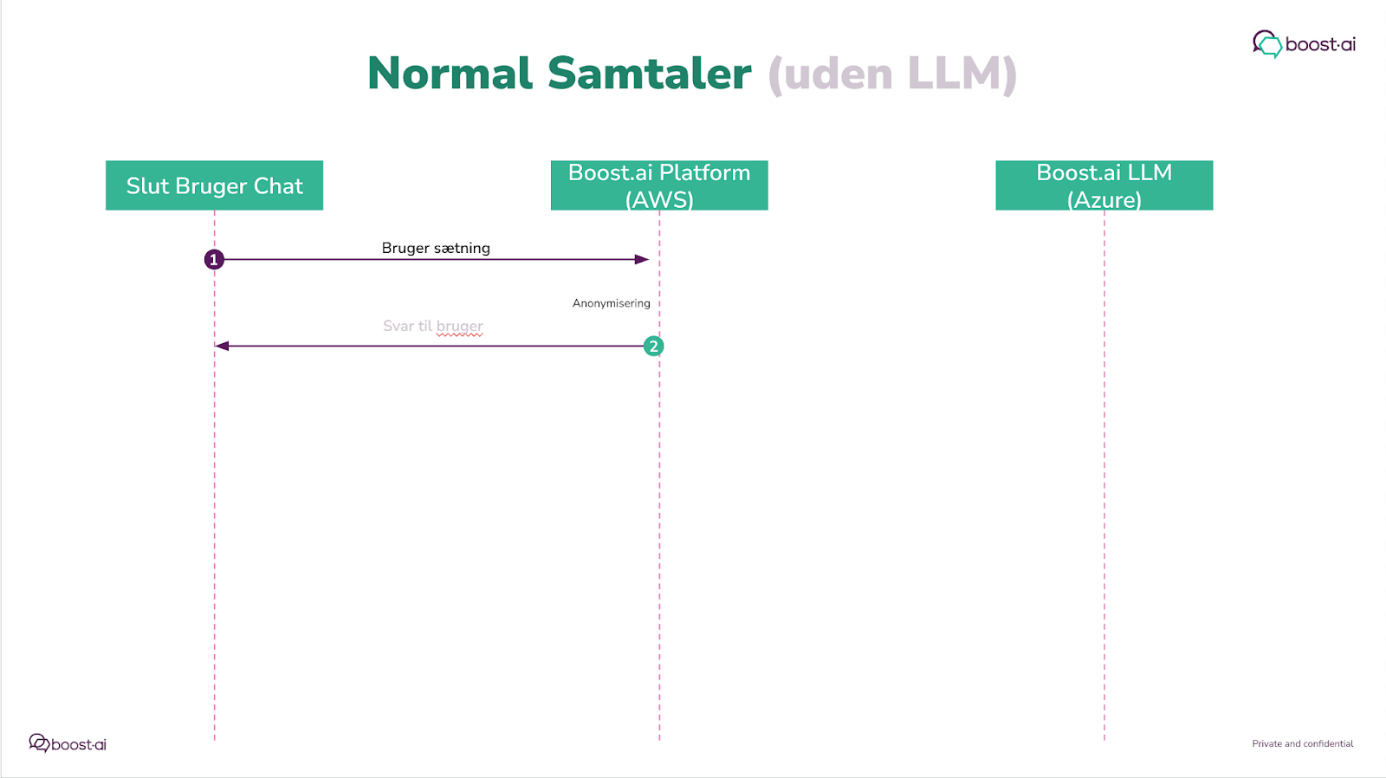 boost.ai
Normal Samtaler (uden LLM)
Slut Bruger Chat
Boost.ai Platform
(AWS)
Boost.ai LLM
(Azure)
Bruger sætning
1
Anonymisering
Svar til bruger
2
boost.ai
Private and confidential